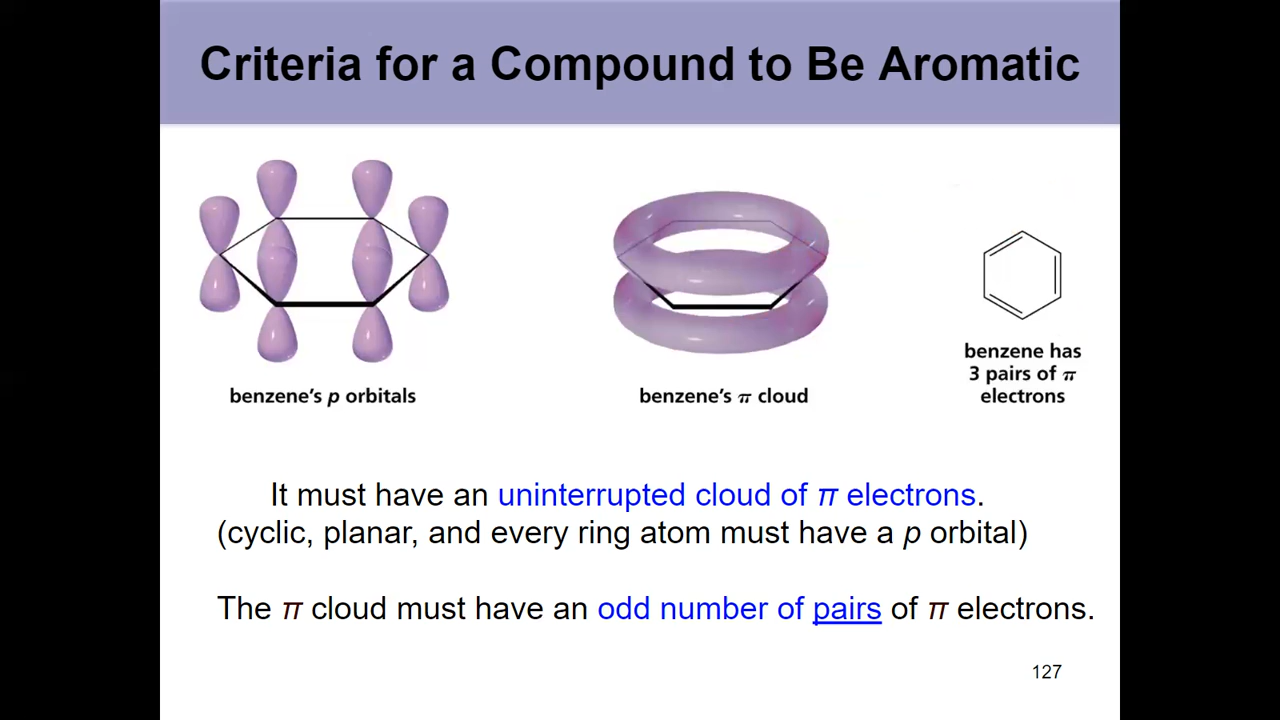 Criteria for a Compound to Be Aromatic
benzene's p orbitals
benzene's π cloud
benzene has
3 pairs of π
electrons
It must have an uninterrupted cloud of π electrons.
(cyclic, planar, and every ring atom must have a p orbital)
The π cloud must have an odd number of pairs of π electrons.
127